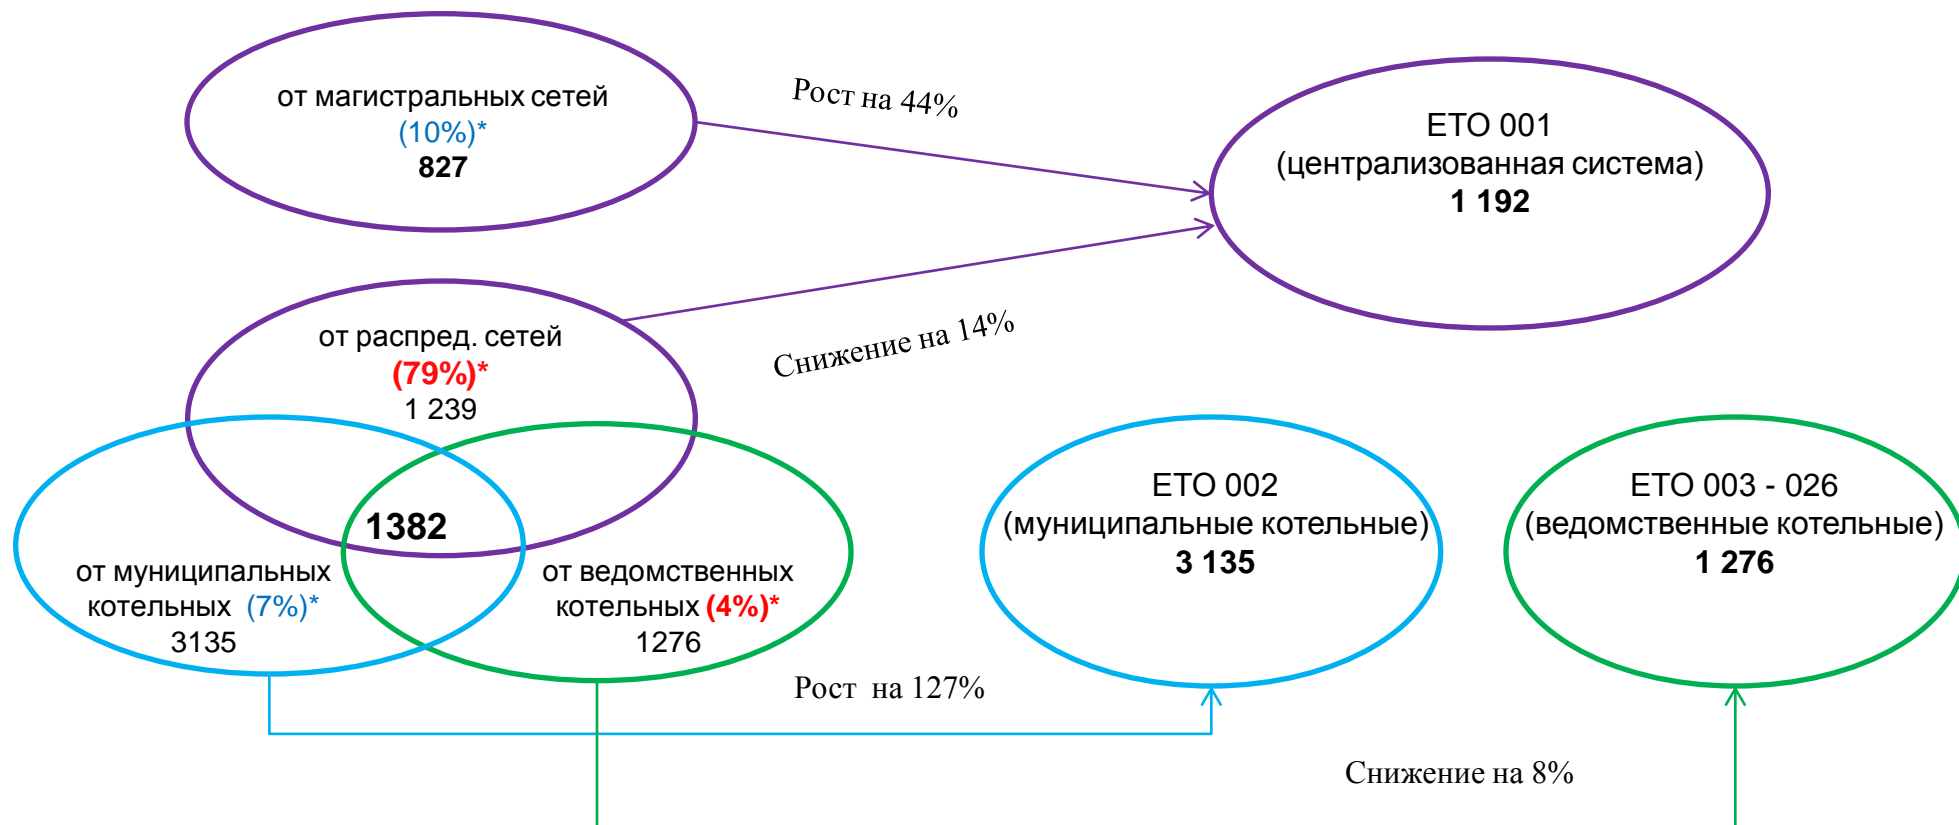 от магистральных сетей
(10%)*
827
Рост на 44%
ЕТО 001
(централизованная система)
1 192
от распред. сетей
(79%)*
1 239
Снижение на 14%
1382
от муниципальных
котельных (7%)*
3135
от ведомственных
котельных (4%)*
1276
ЕТО 002
(муниципальные котельные)
3 135
ЕТО 003 - 026
(ведомственные котельные)
1 276
Рост на 127%
Снижение на 8%